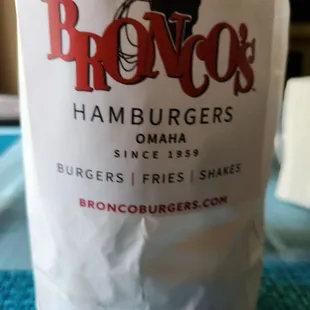 BRONCO'S
HAMBURGERS
OMAHA
SINCE 1959
BURGERS | FRIES | SHAKES
BRONCOBURGERS.COM